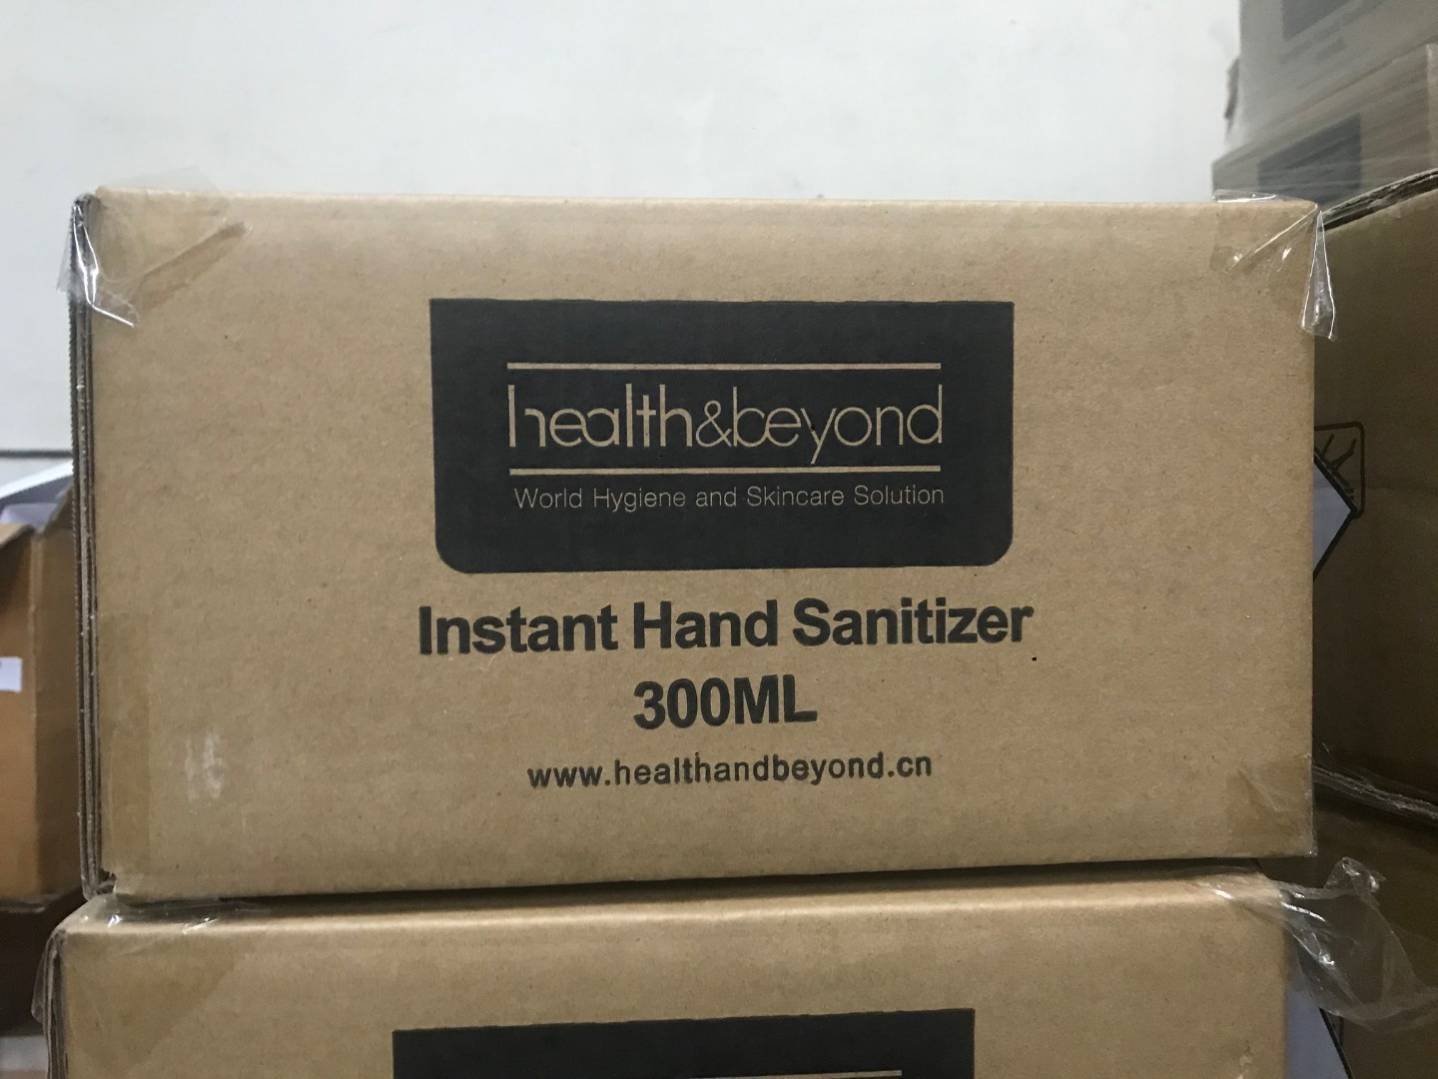 health&beyond
World Hygiene and Skincare Solution
Instant Hand Sanitizer
300ML
www.healthandbeyond.cn